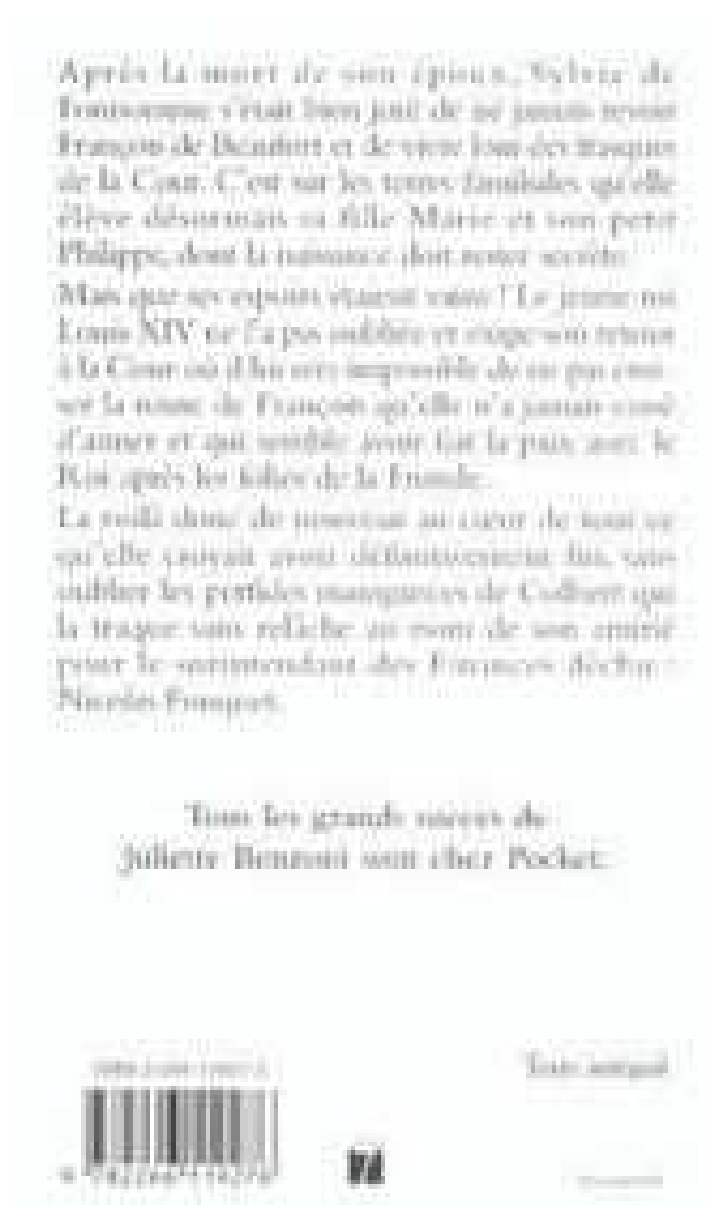 Après la mort de son époux, Sylvie de
Fontsomme s'était bien juré de ne jamais revoir
François de Beaufort et de vivre loin des
de la Cour. C'est sur les terres familiales qu'elle
élève désormais sa fille Marie et son petit
Philippe, dont la naissance doit rester secrète.
Mais que ses espoirs étaient vains ! Le jeune roi
Louis XIV ne l'a pas oubliée et exige son retour
à la Cour où il lui sera impossible de ne pas croi-
ser la route de François qu'elle n'a jamais cessé
d'aimer et qui semble avoir fait la paix avec le
Roi après les folies de la Fronde.
La voilà donc de nouveau au cœur de tout ce
qu'elle croyait avoir définitivement fui, sans
oublier les perfides manigances de Colbert qui
la traque sans relâche au nom de son amitié
pour le surintendant des Finances déchu :
Nicolas Fouquet.
Tous les grands succès de
Juliette Benzoni sont chez Pocket.
Texte intégral